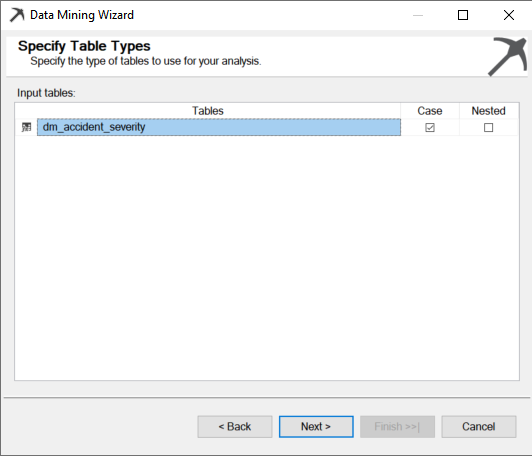 Data Mining Wizard
Specify Table Types
Specify the type of tables to use for your analysis.
Input tables:
Tables Case Nested
dm_accident_severity
< Back Next > Finish >>| Cancel